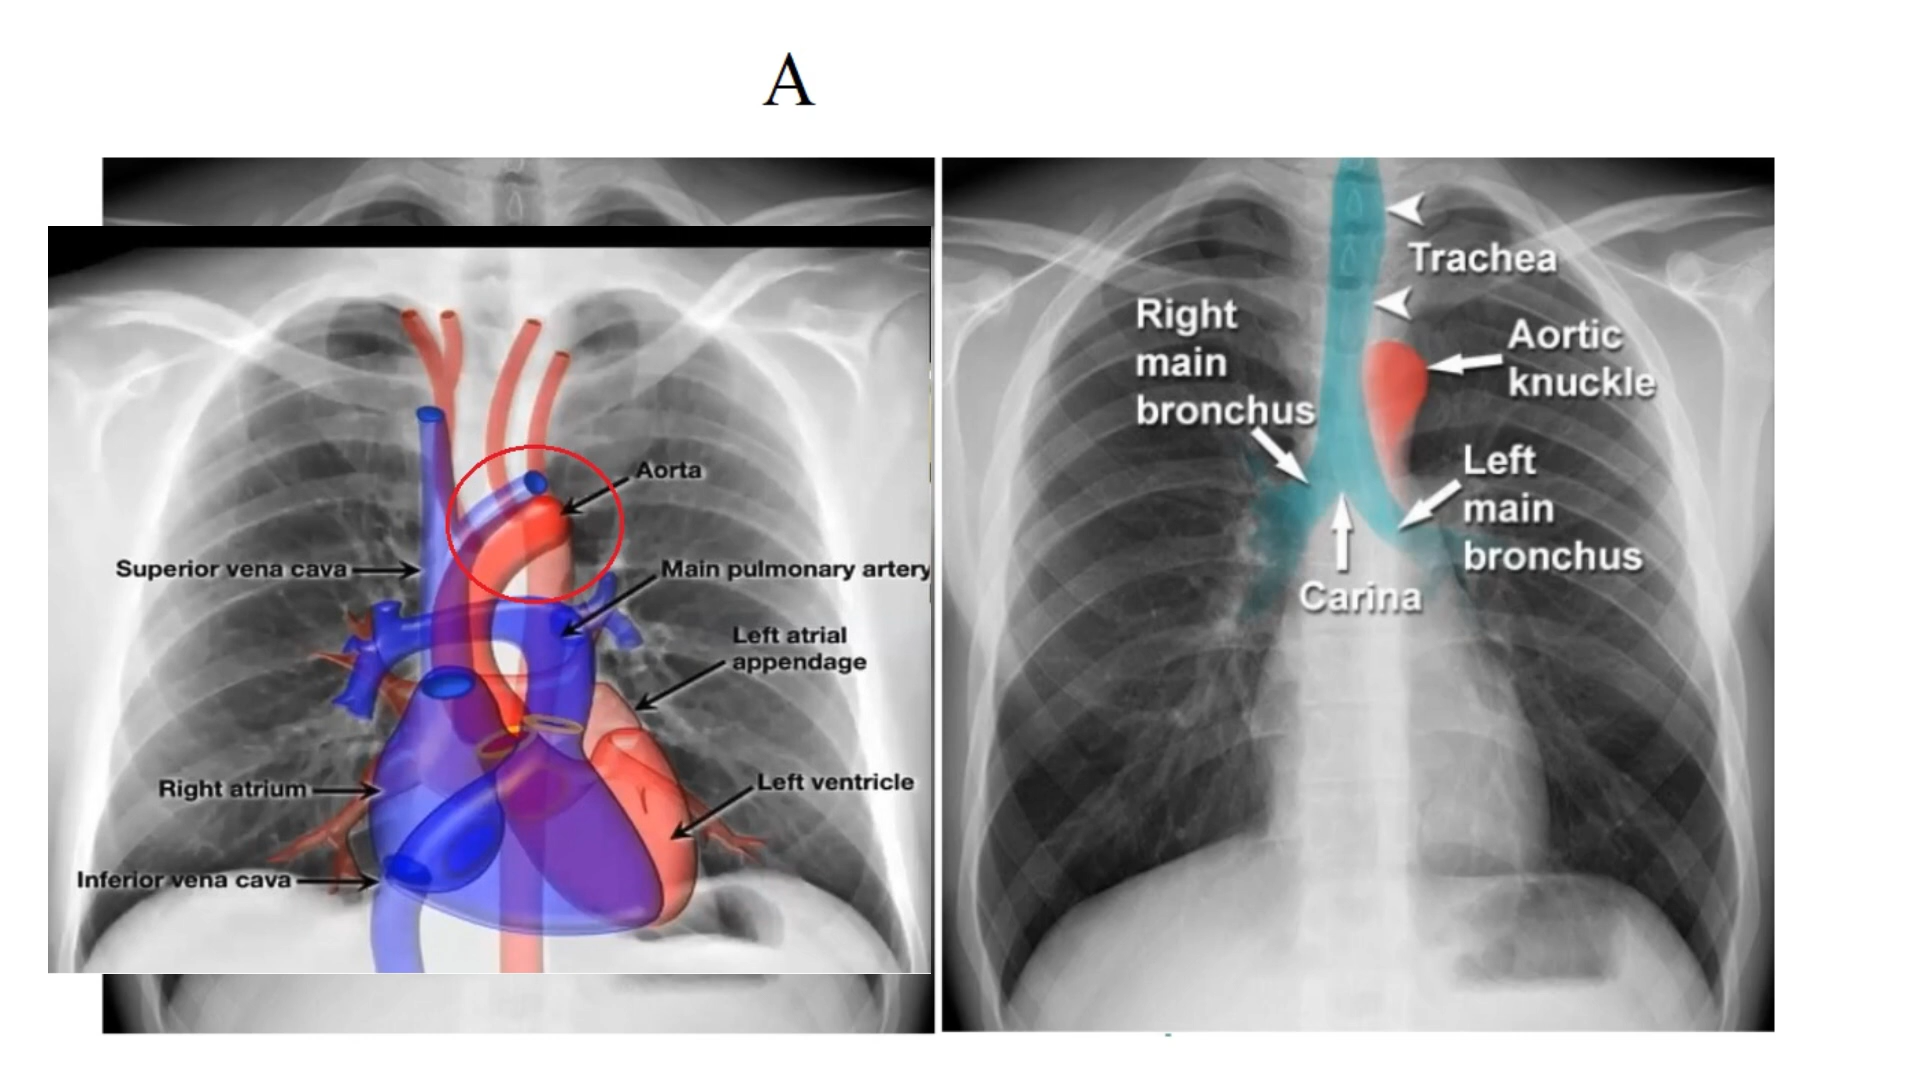 A
Aorta
Superior vena cava
Main pulmonary artery
Left atrial
appendage
Right atrium
Left ventricle
Inferior vena cava
Trachea
Right
main
bronchus
Aortic
knuckle
Left
main
bronchus
Carina